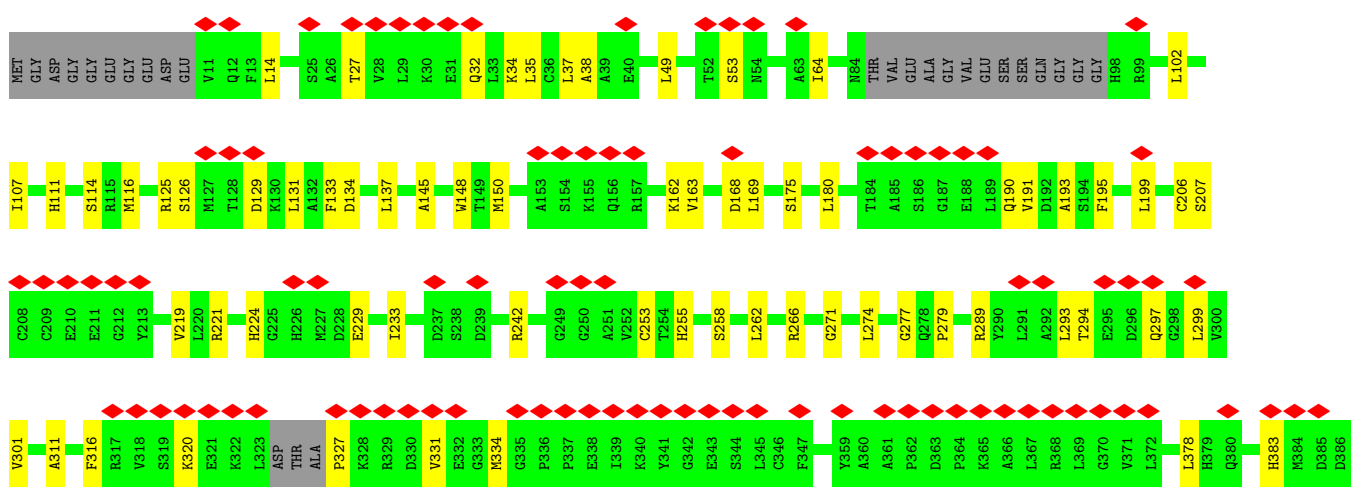 MET GLY ASP GLY GLY GLU GLY GLU ASP GLU V11 Q12 F13 L14 S25 A26 T27 V28 L29 K30 E31 Q32 L33 K34 L35 C36 L37 A38 A39 E40 L49 T52 S53 N54 A63 I64 N84 THR VAL GLU ALA GLY VAL GLU SER SER GLN GLY GLY GLY H98 R99 L102
I107 H111 S114 R115 M116 R125 S126 M127 T128 D129 K130 L131 A132 F133 D134 L137 A145 W148 T149 M150 A153 S154 K155 Q156 R157 K162 V163 D168 L169 S175 L180 T184 A185 S186 G187 E188 L189 Q190 V191 D192 A193 S194 F195 L199 C206 S207
C208 C209 E210 E211 G212 Y213 V219 L220 R221 H224 G225 H226 M227 D228 E229 I233 D237 S238 D239 R242 G249 G250 A251 V252 C253 T254 H255 S258 L262 R266 G271 L274 G277 Q278 P279 R289 Y290 L291 A292 L293 T294 E295 D296 Q297 G298 L299 V300
V301 A311 F316 R317 V318 S319 K320 E321 K322 L323 ASP THR ALA P327 K328 R329 D330 V331 E332 G333 M334 G335 P336 P337 E338 I339 K340 Y341 G342 E343 S344 L345 C346 F347 Y359 A360 A361 P362 D363 P364 K365 A366 L367 R368 L369 G370 V371 L372 L378 H379 Q380 H383 M384 D385 D386